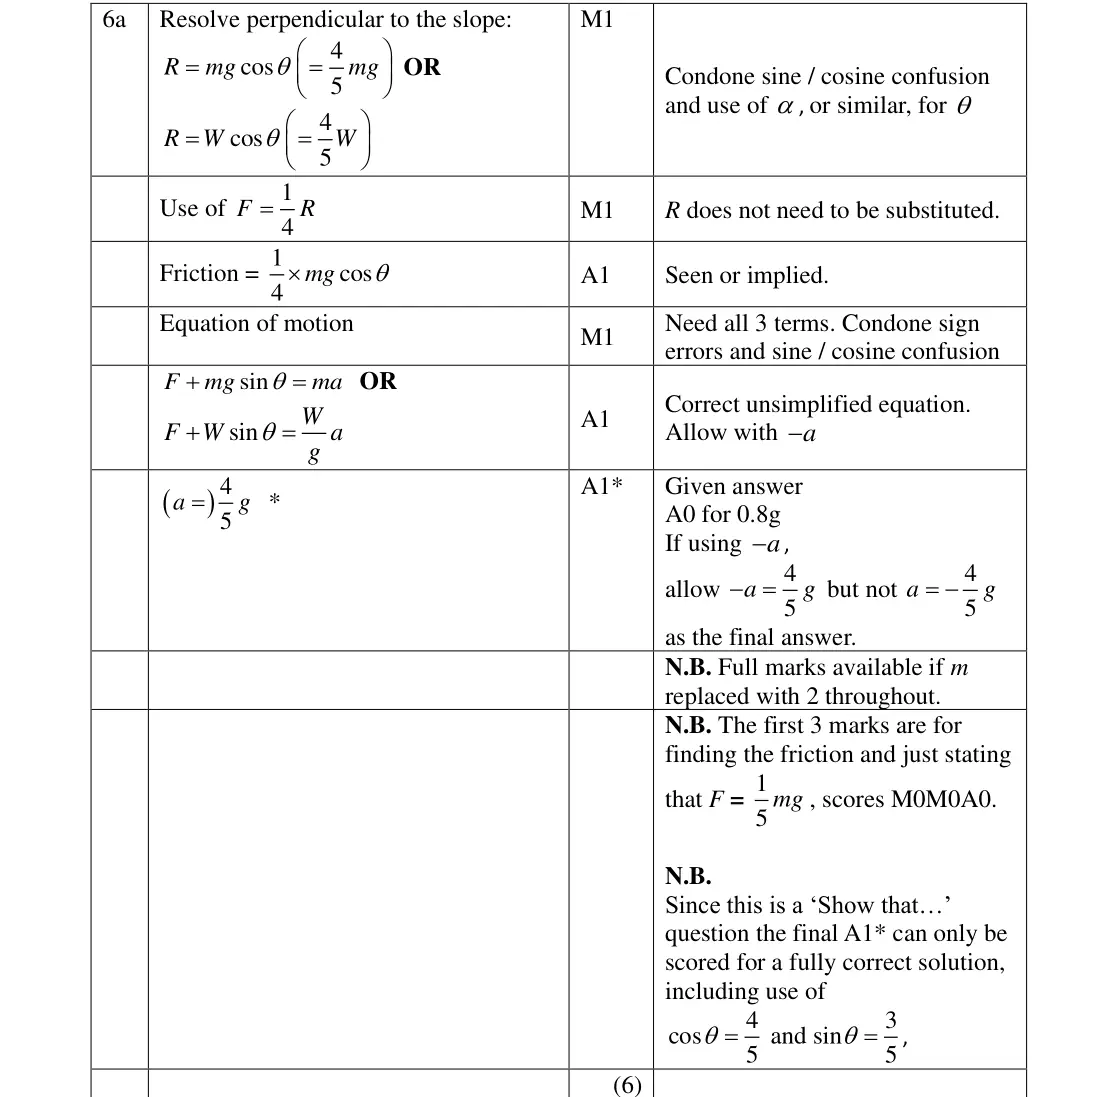 6a Resolve perpendicular to the slope: M1
R = mg cos θ (= 4/5 mg) OR
R = W cos θ (= 4/5 W)
Condone sine / cosine confusion
and use of α , or similar, for θ
Use of F = 1/4 R M1 R does not need to be substituted.
Friction = 1/4 × mg cos θ A1 Seen or implied.
Equation of motion M1 Need all 3 terms. Condone sign
errors and sine / cosine confusion
F + mg sin θ = ma OR
F + W sin θ = W/g a
A1 Correct unsimplified equation.
Allow with −a
(a =) 4/5 g * A1* Given answer
A0 for 0.8g
If using −a ,
allow −a = 4/5 g but not a = − 4/5 g
as the final answer.
N.B. Full marks available if m
replaced with 2 throughout.
N.B. The first 3 marks are for
finding the friction and just stating
that F = 1/5 mg , scores M0M0A0.
N.B.
Since this is a ‘Show that…’
question the final A1* can only be
scored for a fully correct solution,
including use of
cos θ = 4/5 and sin θ = 3/5 ,
(6)